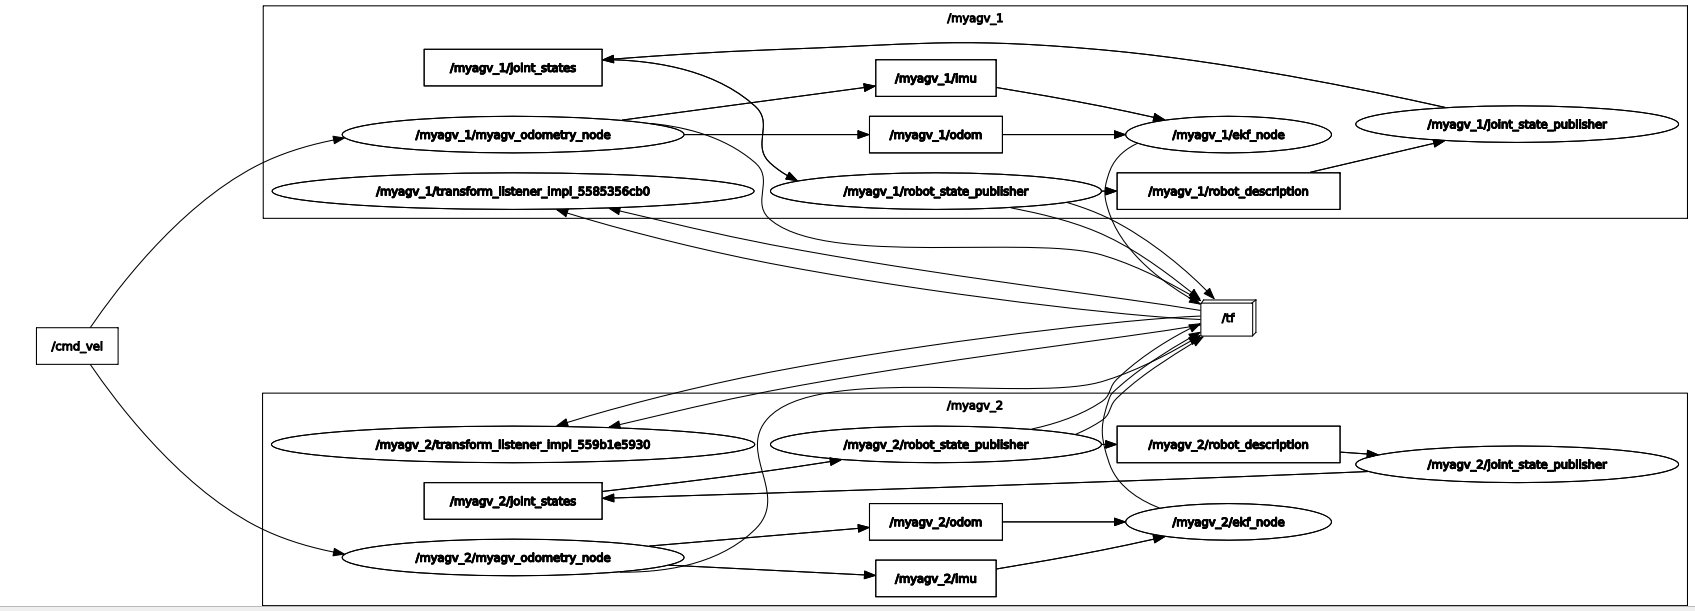 /myagv_1
/myagv_1/joint_states
/myagv_1/imu
/myagv_1/joint_state_publisher
/myagv_1/myagv_odometry_node
/myagv_1/odom
/myagv_1/ekf_node
/myagv_1/transform_listener_impl_5585356cb0
/myagv_1/robot_state_publisher
/myagv_1/robot_description
/tf
/cmd_vel
/myagv_2
/myagv_2/transform_listener_impl_559b1e5930
/myagv_2/robot_state_publisher
/myagv_2/robot_description
/myagv_2/joint_state_publisher
/myagv_2/joint_states
/myagv_2/odom
/myagv_2/ekf_node
/myagv_2/myagv_odometry_node
/myagv_2/imu